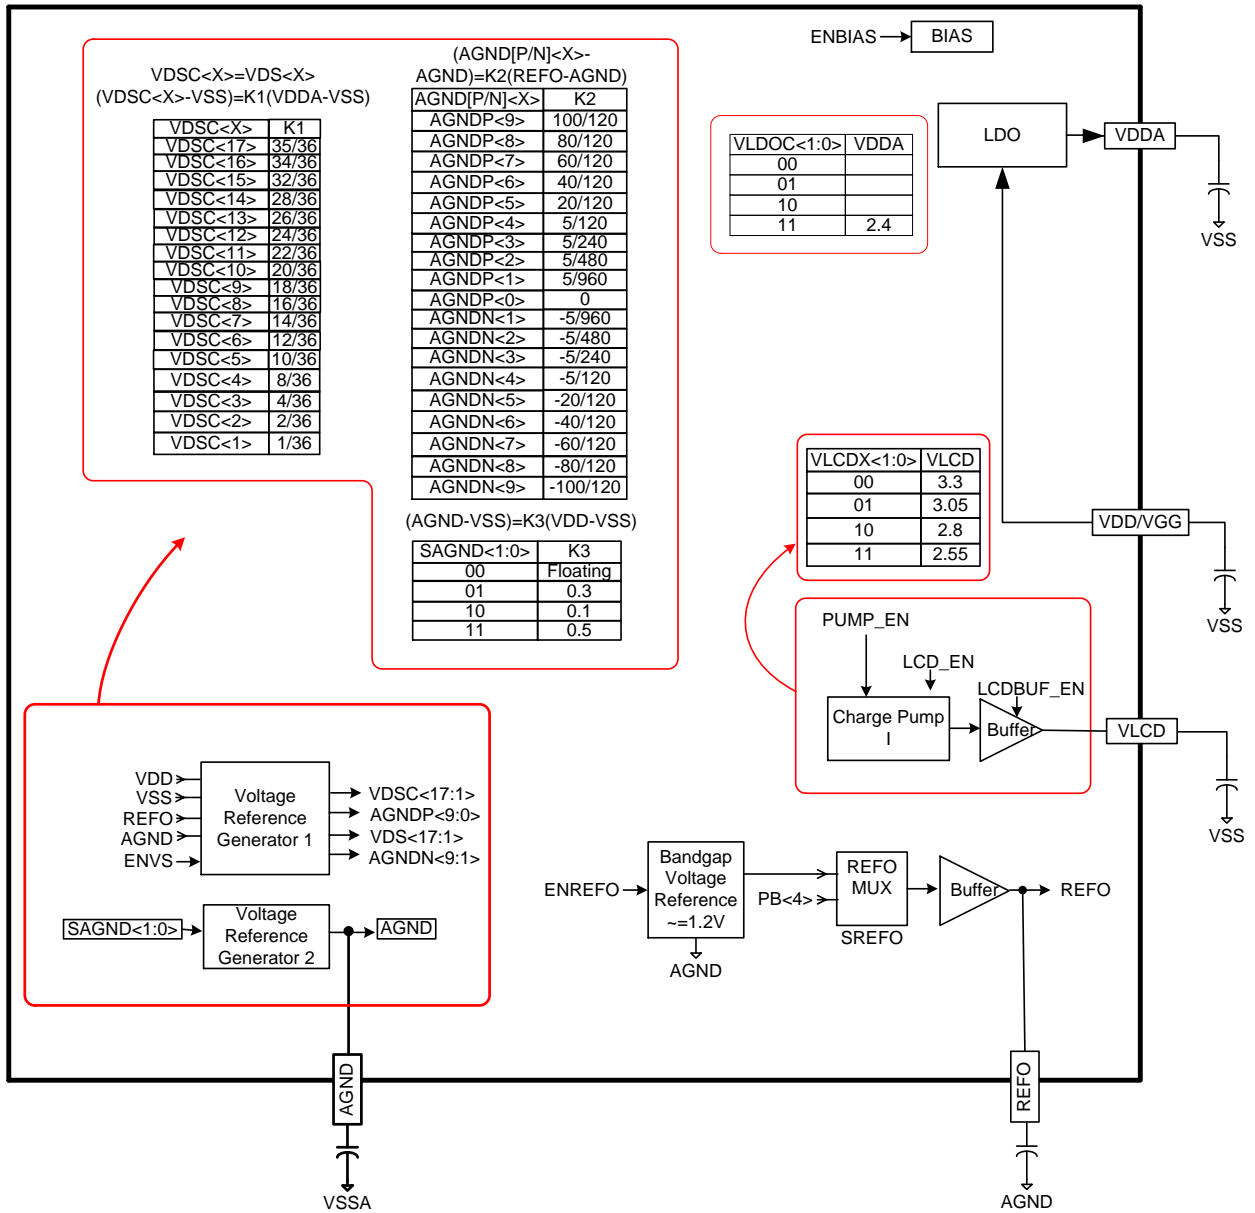 ENBIAS
BIAS
VDSC<X>=VDS<X>
(VDSC<X>-VSS)=K1(VDDA-VSS)
VDSC<X> K1
VDSC<17> 35/36
VDSC<16> 34/36
VDSC<15> 32/36
VDSC<14> 28/36
VDSC<13> 26/36
VDSC<12> 24/36
VDSC<11> 22/36
VDSC<10> 20/36
VDSC<9> 18/36
VDSC<8> 16/36
VDSC<7> 14/36
VDSC<6> 12/36
VDSC<5> 10/36
VDSC<4> 8/36
VDSC<3> 4/36
VDSC<2> 2/36
VDSC<1> 1/36
(AGND[P/N]<X>-
AGND)=K2(REFO-AGND)
AGND[P/N]<X> K2
AGNDP<9> 100/120
AGNDP<8> 80/120
AGNDP<7> 60/120
AGNDP<6> 40/120
AGNDP<5> 20/120
AGNDP<4> 5/120
AGNDP<3> 5/240
AGNDP<2> 5/480
AGNDP<1> 5/960
AGNDP<0> 0
AGNDN<1> -5/960
AGNDN<2> -5/480
AGNDN<3> -5/240
AGNDN<4> -5/120
AGNDN<5> -20/120
AGNDN<6> -40/120
AGNDN<7> -60/120
AGNDN<8> -80/120
AGNDN<9> -100/120
(AGND-VSS)=K3(VDD-VSS)
SAGND<1:0> K3
00 Floating
01 0.3
10 0.1
11 0.5
VLDOC<1:0> VDDA
00
01
10
11 2.4
LDO
VDDA
VSS
VLCDX<1:0> VLCD
00 3.3
01 3.05
10 2.8
11 2.55
VDD/VGG
VSS
PUMP_EN
LCD_EN
LCDBUF_EN
Charge Pump
I
Buffer
VLCD
VSS
VDD
VSS
REFO
AGND
ENVS
Voltage
Reference
Generator 1
VDSC<17:1>
AGNDP<9:0>
VDS<17:1>
AGNDN<9:1>
SAGND<1:0>
Voltage
Reference
Generator 2
AGND
ENREFO
Bandgap
Voltage
Reference
~=1.2V
AGND
PB<4>
REFO
MUX
SREFO
Buffer
REFO
AGND
VSSA
REFO
AGND